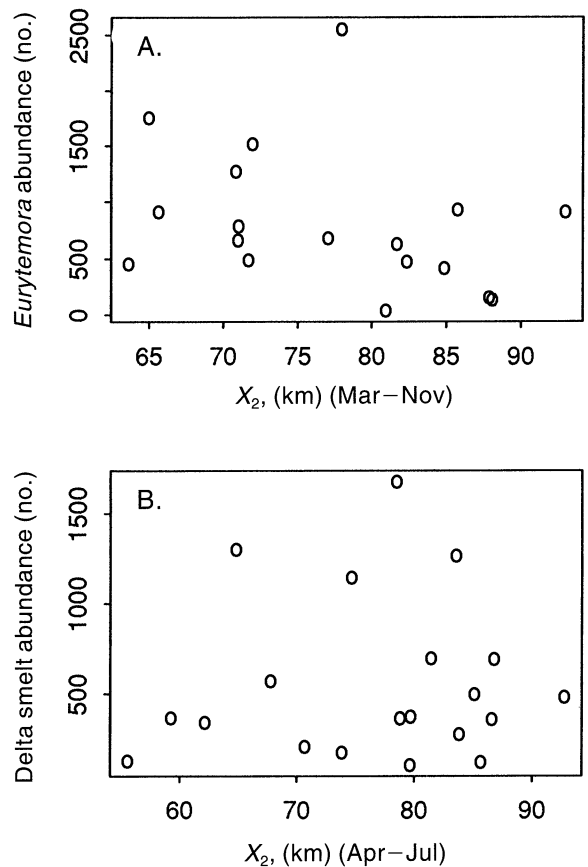 A.
Eurytemora abundance (no.)
2500
1500
500
0
65 70 75 80 85 90
X2, (km) (Mar–Nov)
B.
Delta smelt abundance (no.)
1500
1000
500
60 70 80 90
X2, (km) (Apr–Jul)